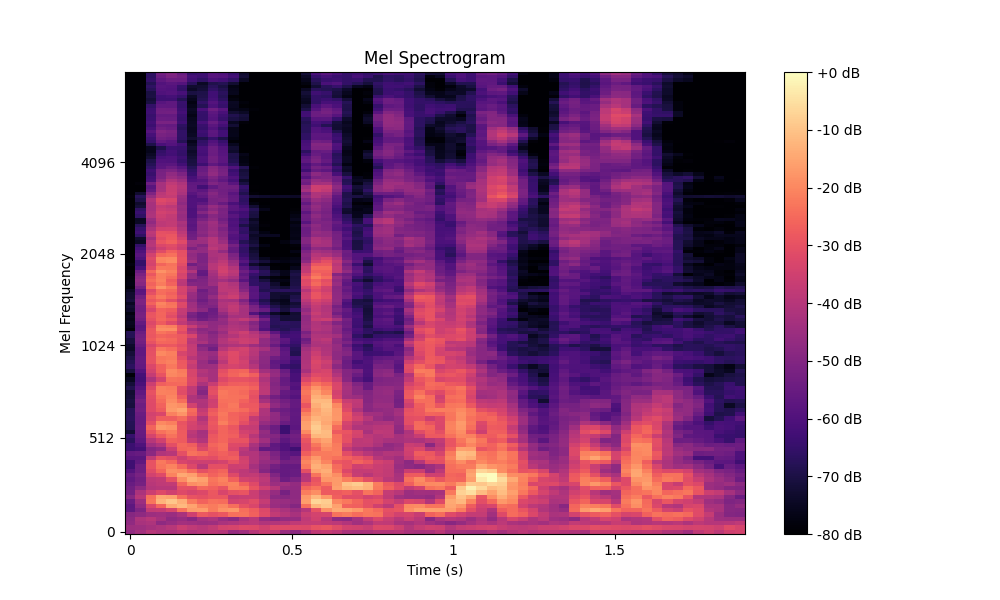 Mel Spectrogram
Mel Frequency
4096
2048
1024
512
0
0
0.5
1
1.5
Time (s)
+0 dB
-10 dB
-20 dB
-30 dB
-40 dB
-50 dB
-60 dB
-70 dB
-80 dB